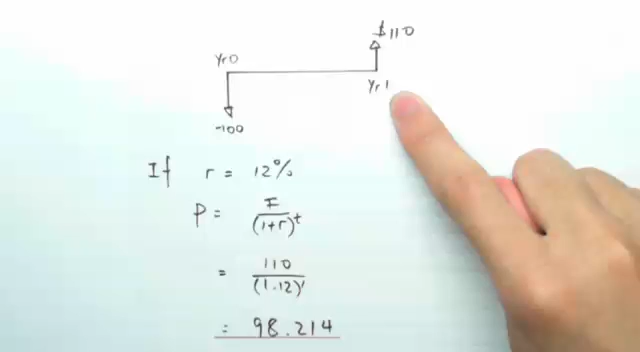 $110
Yr0
Yr1
-100
If r = 12%
P = F/(1+r)^t
= 110/(1.12)^1
= 98.214